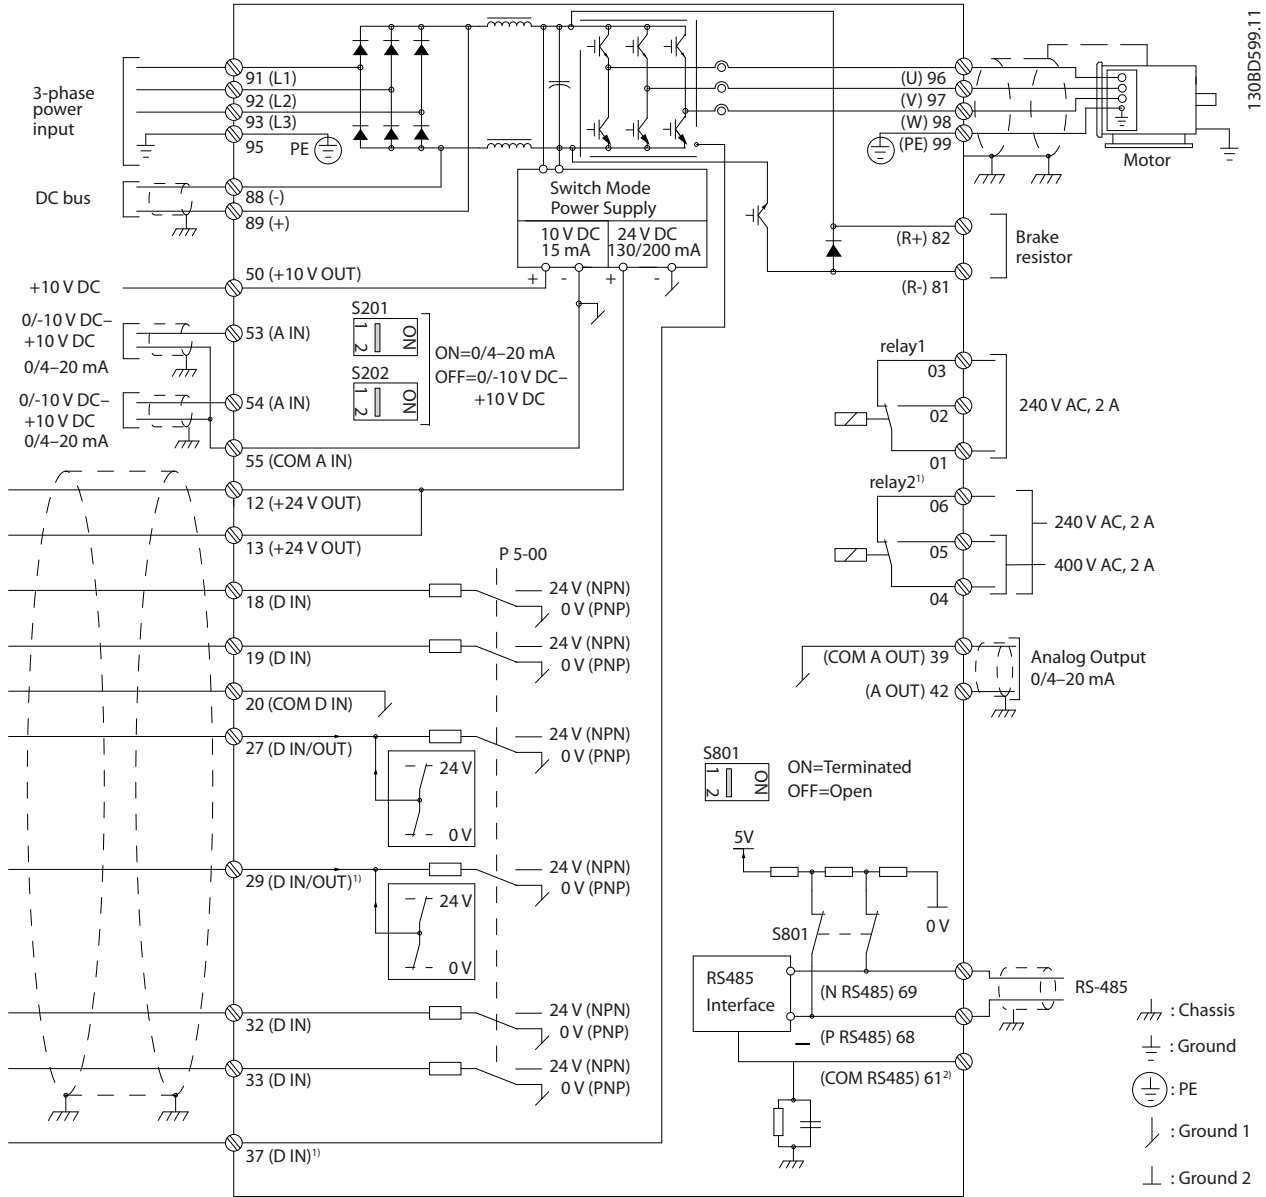 130BD599.11
3-phase
power
input
91 (L1)
92 (L2)
93 (L3)
95
PE
DC bus
88 (-)
89 (+)
Switch Mode
Power Supply
10 V DC
15 mA
24 V DC
130/200 mA
+
-
+
-
(U) 96
(V) 97
(W) 98
(PE) 99
Motor
(R+) 82
(R-) 81
Brake
resistor
+10 V DC
50 (+10 V OUT)
0/-10 V DC–
+10 V DC
0/4–20 mA
53 (A IN)
0/-10 V DC–
+10 V DC
0/4–20 mA
54 (A IN)
55 (COM A IN)
S201
1
2
ON
S202
1
2
ON
ON=0/4–20 mA
OFF=0/-10 V DC–
+10 V DC
relay1
03
02
01
240 V AC, 2 A
relay2¹⁾
06
05
04
240 V AC, 2 A
400 V AC, 2 A
12 (+24 V OUT)
13 (+24 V OUT)
P 5-00
18 (D IN)
24 V (NPN)
0 V (PNP)
19 (D IN)
24 V (NPN)
0 V (PNP)
20 (COM D IN)
27 (D IN/OUT)
24 V (NPN)
0 V (PNP)
24 V
0 V
29 (D IN/OUT)¹⁾
24 V (NPN)
0 V (PNP)
24 V
0 V
32 (D IN)
24 V (NPN)
0 V (PNP)
33 (D IN)
24 V (NPN)
0 V (PNP)
37 (D IN)¹⁾
(COM A OUT) 39
(A OUT) 42
Analog Output
0/4–20 mA
S801
1
2
ON
ON=Terminated
OFF=Open
5V
0 V
S801
RS485
Interface
(N RS485) 69
(P RS485) 68
(COM RS485) 61²⁾
RS-485
: Chassis
: Ground
: PE
: Ground 1
: Ground 2